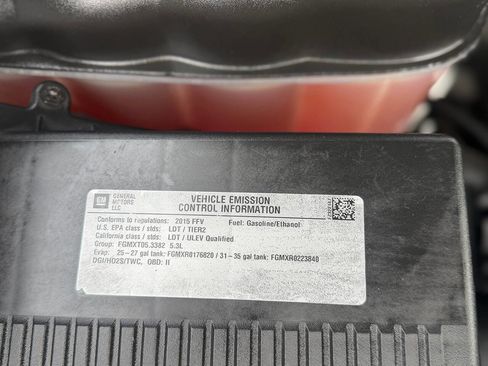 GM
GENERAL MOTORS LLC
VEHICLE EMISSION
CONTROL INFORMATION
Conforms to regulations: 2015 FFV Fuel: Gasoline/Ethanol
U.S. EPA class / stds: LDT / TIER2
California class / stds: LDT / ULEV Qualified
Group: FGMXT05.3382 5.3L
Evap: 25-27 gal tank: FGMXR0176820 / 31-35 gal tank: FGMXR0223840
DGI/HO2S/TWC, OBD: II